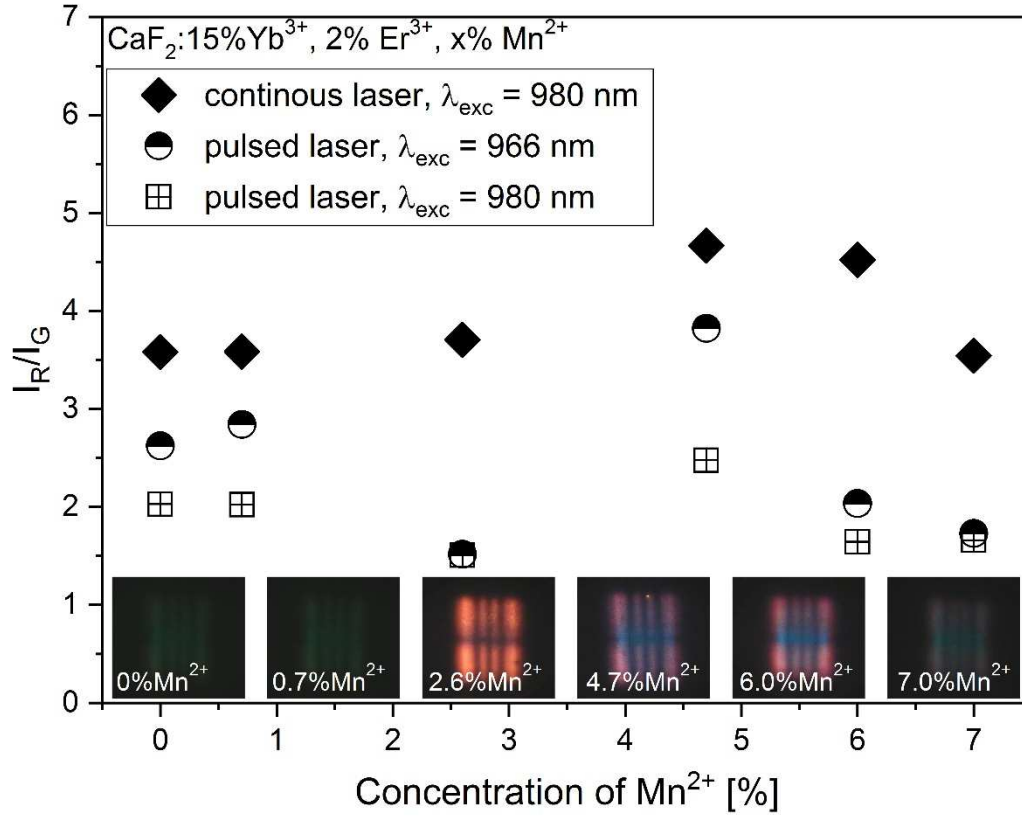 CaF₂:15%Yb³⁺, 2% Er³⁺, x% Mn²⁺
continous laser, λexc = 980 nm
pulsed laser, λexc = 966 nm
pulsed laser, λexc = 980 nm
I_R/I_G
7
6
5
4
3
2
1
0
0%Mn²⁺ 0.7%Mn²⁺ 2.6%Mn²⁺ 4.7%Mn²⁺ 6.0%Mn²⁺ 7.0%Mn²⁺
0 1 2 3 4 5 6 7
Concentration of Mn²⁺ [%]